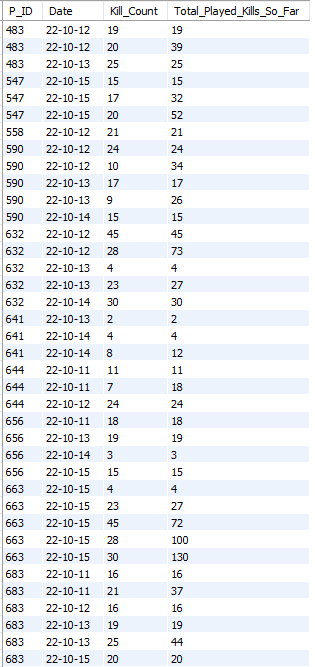 P_ID Date Kill_Count Total_Played_Kills_So_Far
483 22-10-12 19 19
483 22-10-12 20 39
483 22-10-13 25 25
547 22-10-15 15 15
547 22-10-15 17 32
547 22-10-15 20 52
558 22-10-12 21 21
590 22-10-12 24 24
590 22-10-12 10 34
590 22-10-13 17 17
590 22-10-13 9 26
590 22-10-14 15 15
632 22-10-12 45 45
632 22-10-12 28 73
632 22-10-13 4 4
632 22-10-13 23 27
632 22-10-14 30 30
641 22-10-13 2 2
641 22-10-14 4 4
641 22-10-14 8 12
644 22-10-11 11 11
644 22-10-11 7 18
644 22-10-12 24 24
656 22-10-11 18 18
656 22-10-13 19 19
656 22-10-14 3 3
656 22-10-15 15 15
663 22-10-15 4 4
663 22-10-15 23 27
663 22-10-15 45 72
663 22-10-15 28 100
663 22-10-15 30 130
683 22-10-11 16 16
683 22-10-11 21 37
683 22-10-12 16 16
683 22-10-13 19 19
683 22-10-13 25 44
683 22-10-15 20 20